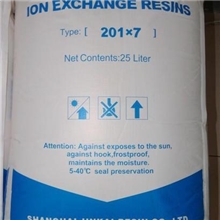 ION EXCHANGE RESINS
Type: [ 201×7 ]
Net Contents: 25 Liter
Attention: Against exposes to the sun,
against hook,frostproof,
maintains the moisture.
5-40℃ seal preservation
SHANGHAI